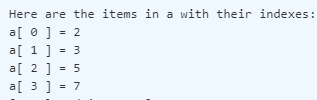 Here are the items in a with their indexes:
a[ 0 ] = 2
a[ 1 ] = 3
a[ 2 ] = 5
a[ 3 ] = 7